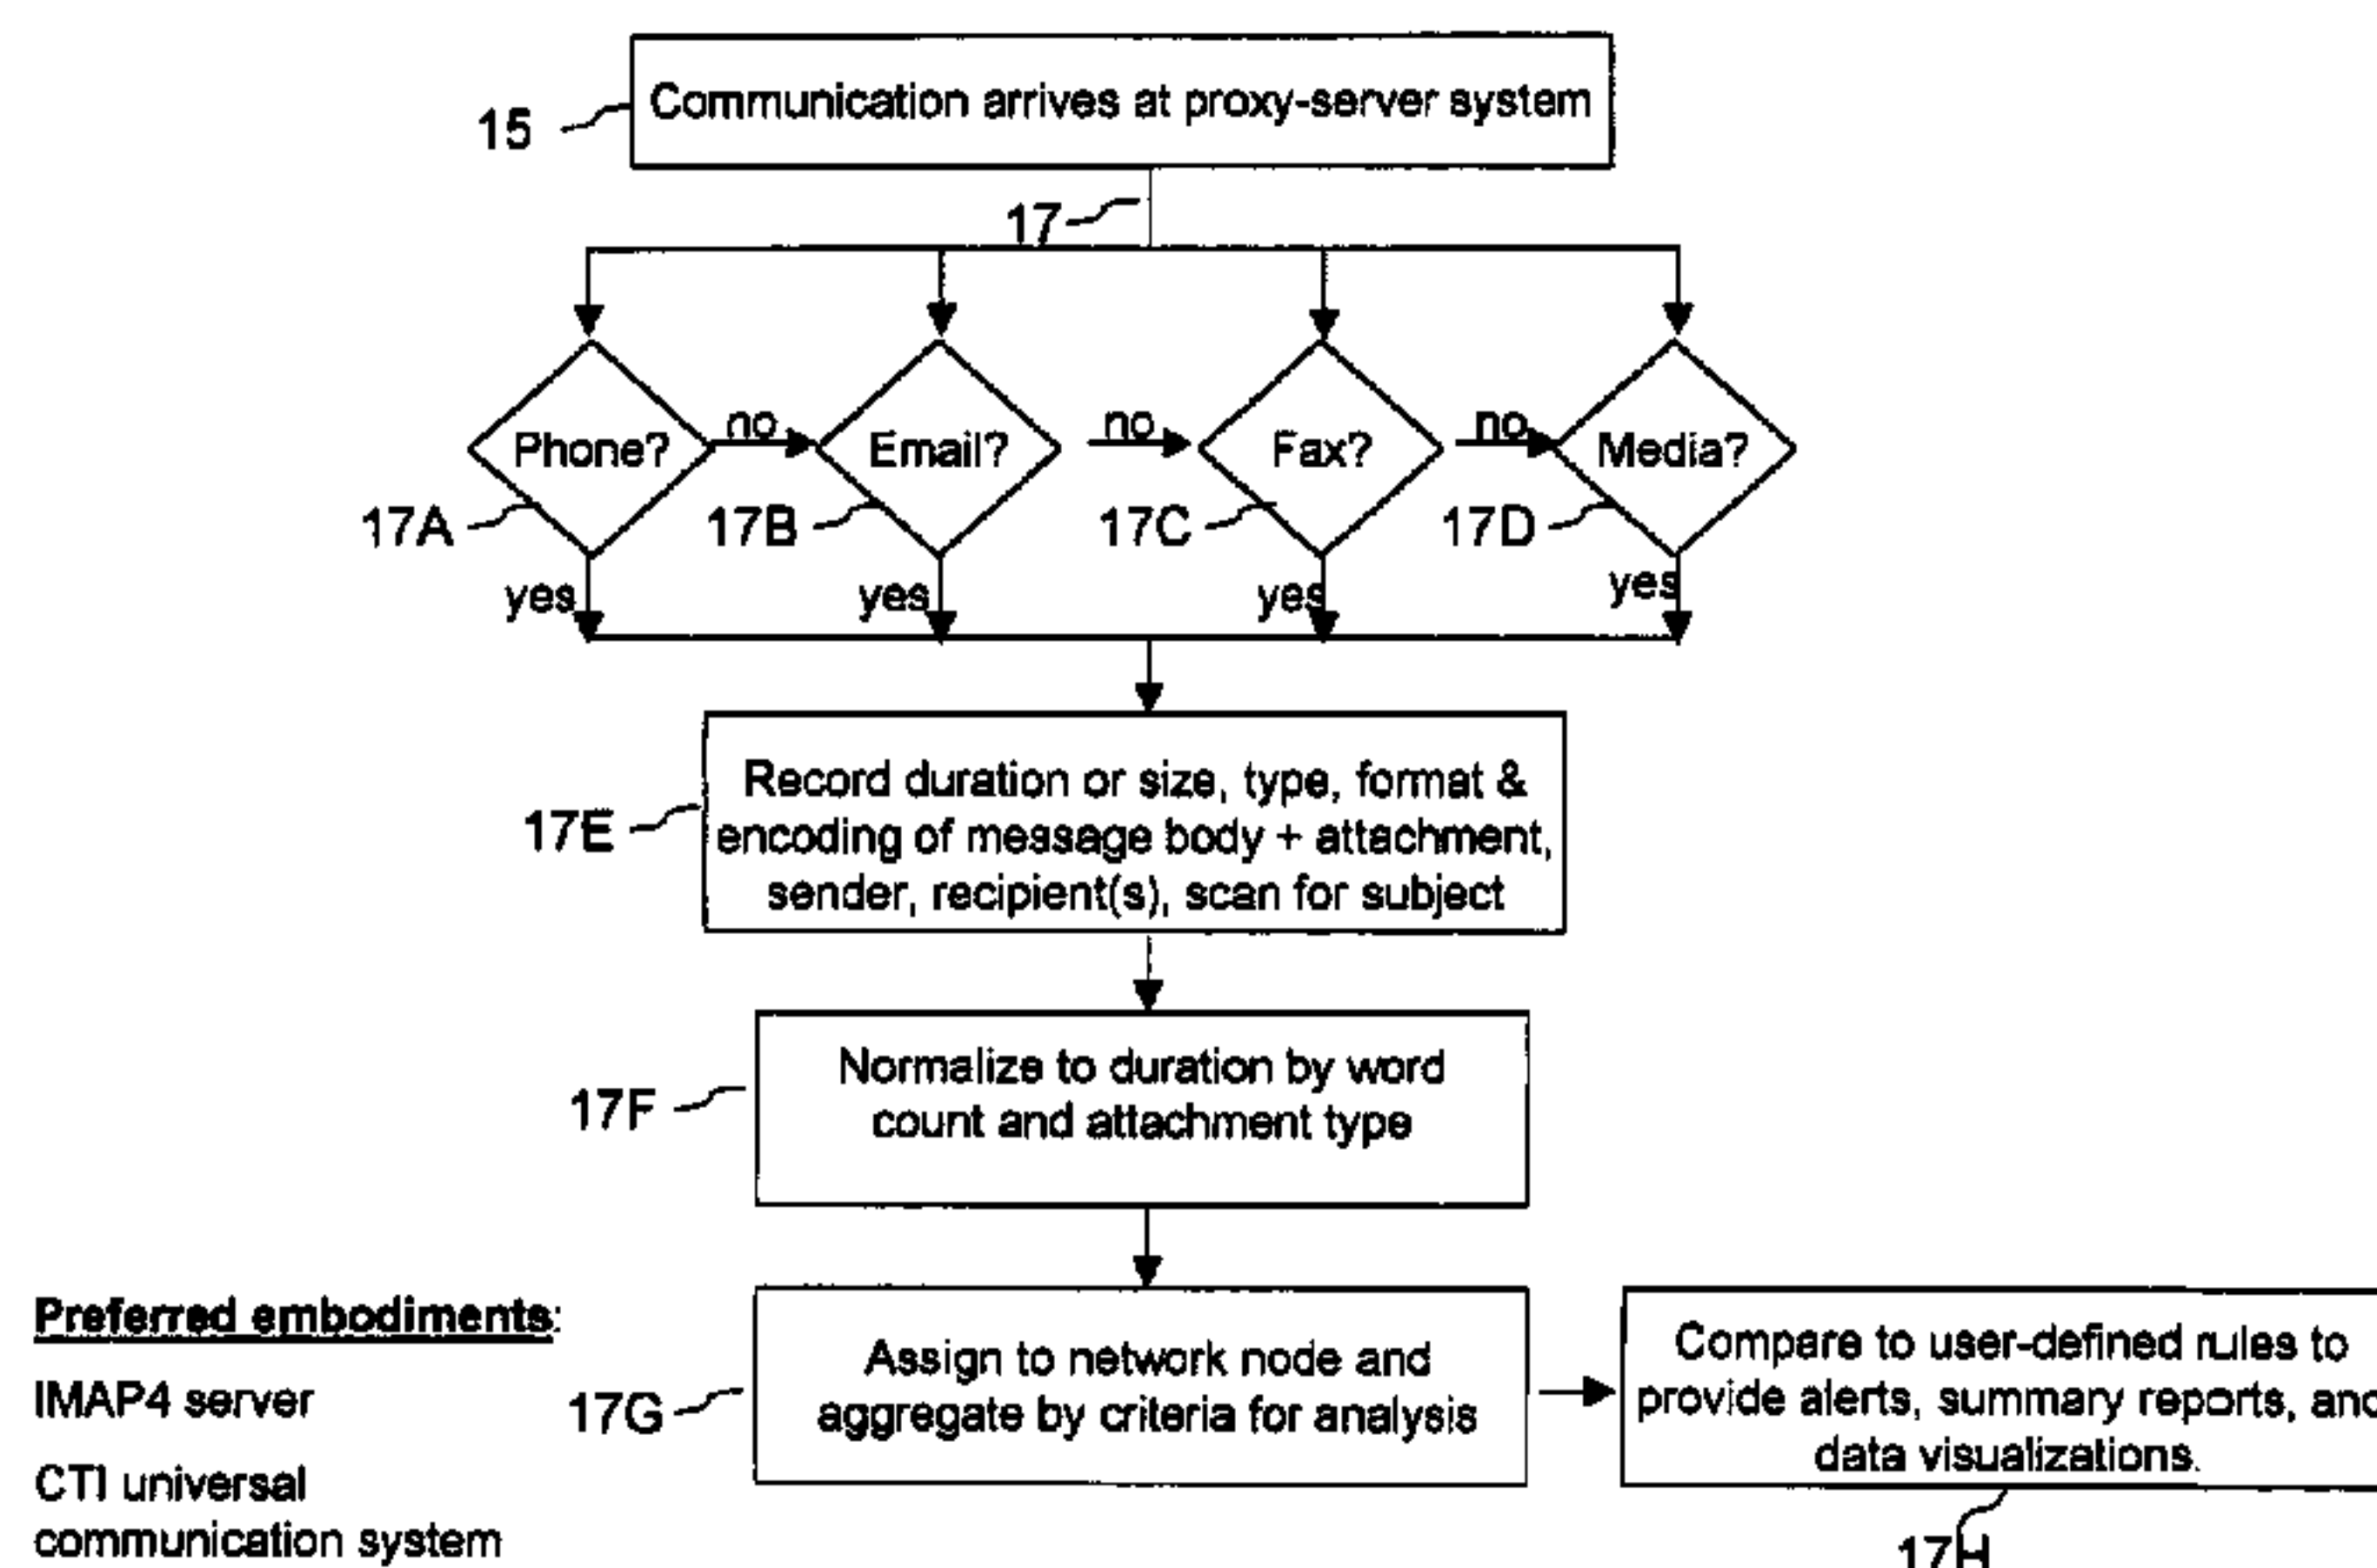 Communication arrives at proxy-server system
15
17
Phone?
no
Email?
no
Fax?
no
Media?
17A
17B
17C
17D
yes
yes
yes
yes
Record duration or size, type, format &
encoding of message body + attachment,
sender, recipient(s), scan for subject
17E
Normalize to duration by word
count and attachment type
17F
Preferred embodiments:
IMAP4 server
CTI universal
communication system
Assign to network node and
aggregate by criteria for analysis
17G
Compare to user-defined rules to
provide alerts, summary reports, and
data visualizations.
17H